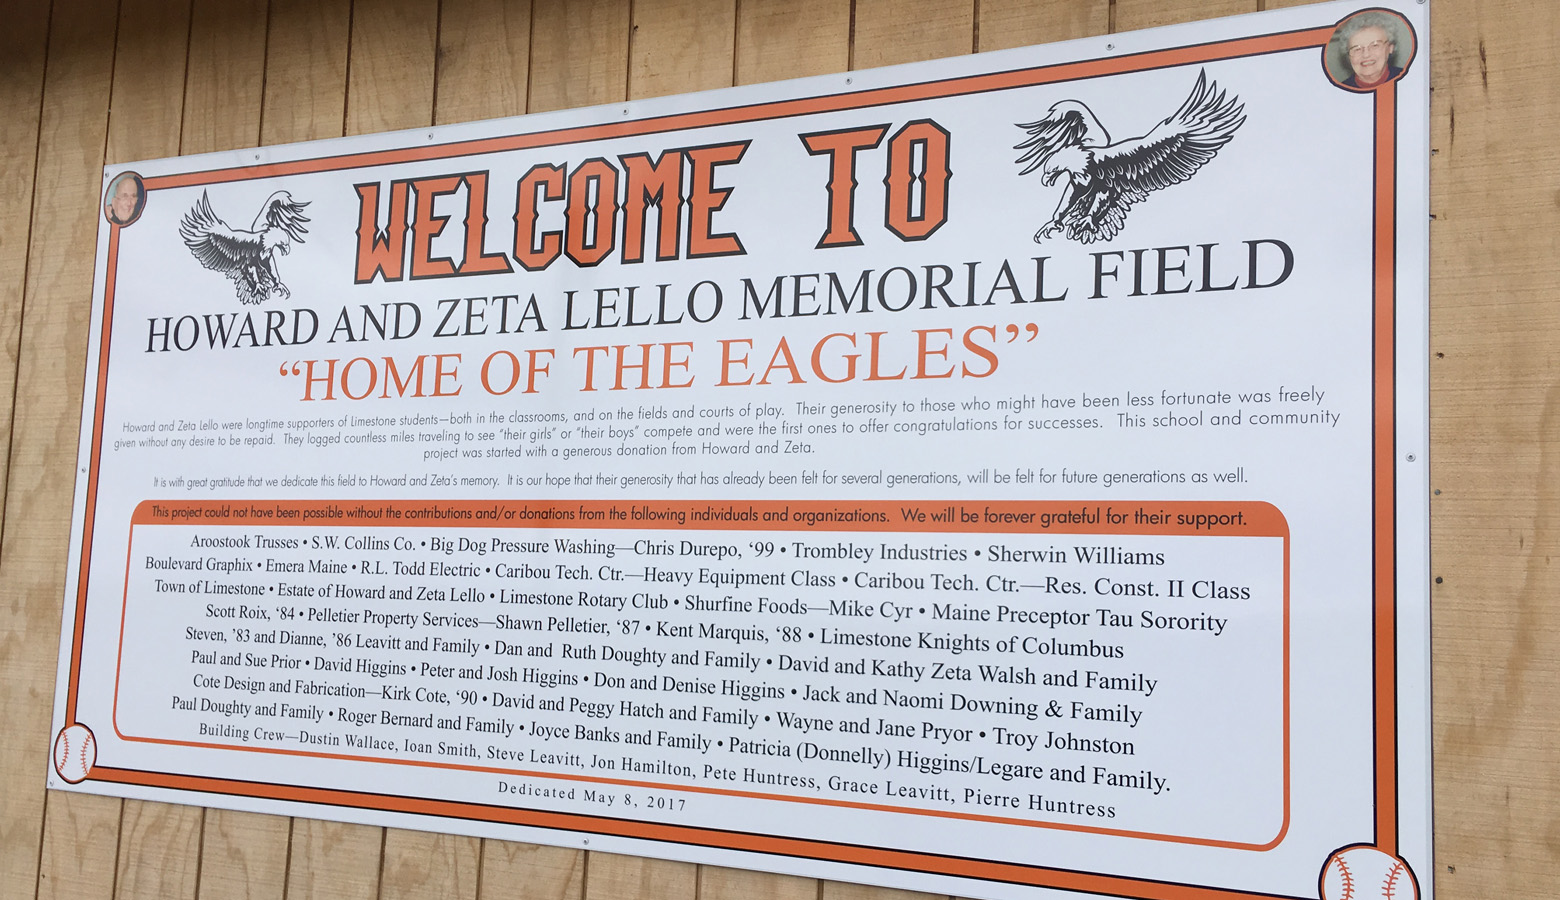 WELCOME TO
HOWARD AND ZETA LELLO MEMORIAL FIELD
“HOME OF THE EAGLES”
Howard and Zeta Lello were longtime supporters of Limestone students—both in the classrooms, and on the fields and courts of play. Their generosity to those who might have been less fortunate was freely
given without any desire to be repaid. They logged countless miles traveling to see “their girls” or “their boys” compete and were the first ones to offer congratulations for successes. This school and community
project was started with a generous donation from Howard and Zeta.
It is with great gratitude that we dedicate this field to Howard and Zeta’s memory. It is our hope that their generosity that has already been felt for several generations, will be felt for future generations as well.
This project could not have been possible without the contributions and/or donations from the following individuals and organizations. We will be forever grateful for their support.
Aroostook Trusses • S.W. Collins Co. • Big Dog Pressure Washing—Chris Durepo, ‘99 • Trombley Industries • Sherwin Williams
Boulevard Graphix • Emera Maine • R.L. Todd Electric • Caribou Tech. Ctr.—Heavy Equipment Class • Caribou Tech. Ctr.—Res. Const. II Class
Town of Limestone • Estate of Howard and Zeta Lello • Limestone Rotary Club • Shurfine Foods—Mike Cyr • Maine Preceptor Tau Sorority
Scott Roix, ‘84 • Pelletier Property Services—Shawn Pelletier, ‘87 • Kent Marquis, ‘88 • Limestone Knights of Columbus
Steven, ’83 and Dianne, ’86 Leavitt and Family • Dan and Ruth Doughty and Family • David and Kathy Zeta Walsh and Family
Paul and Sue Prior • David Higgins • Peter and Josh Higgins • Don and Denise Higgins • Jack and Naomi Downing & Family
Cote Design and Fabrication—Kirk Cote, ‘90 • David and Peggy Hatch and Family • Wayne and Jane Pryor • Troy Johnston
Paul Doughty and Family • Roger Bernard and Family • Joyce Banks and Family • Patricia (Donnelly) Higgins/Legare and Family.
Building Crew—Dustin Wallace, Ioan Smith, Steve Leavitt, Jon Hamilton, Pete Huntress, Grace Leavitt, Pierre Huntress
Dedicated May 8, 2017